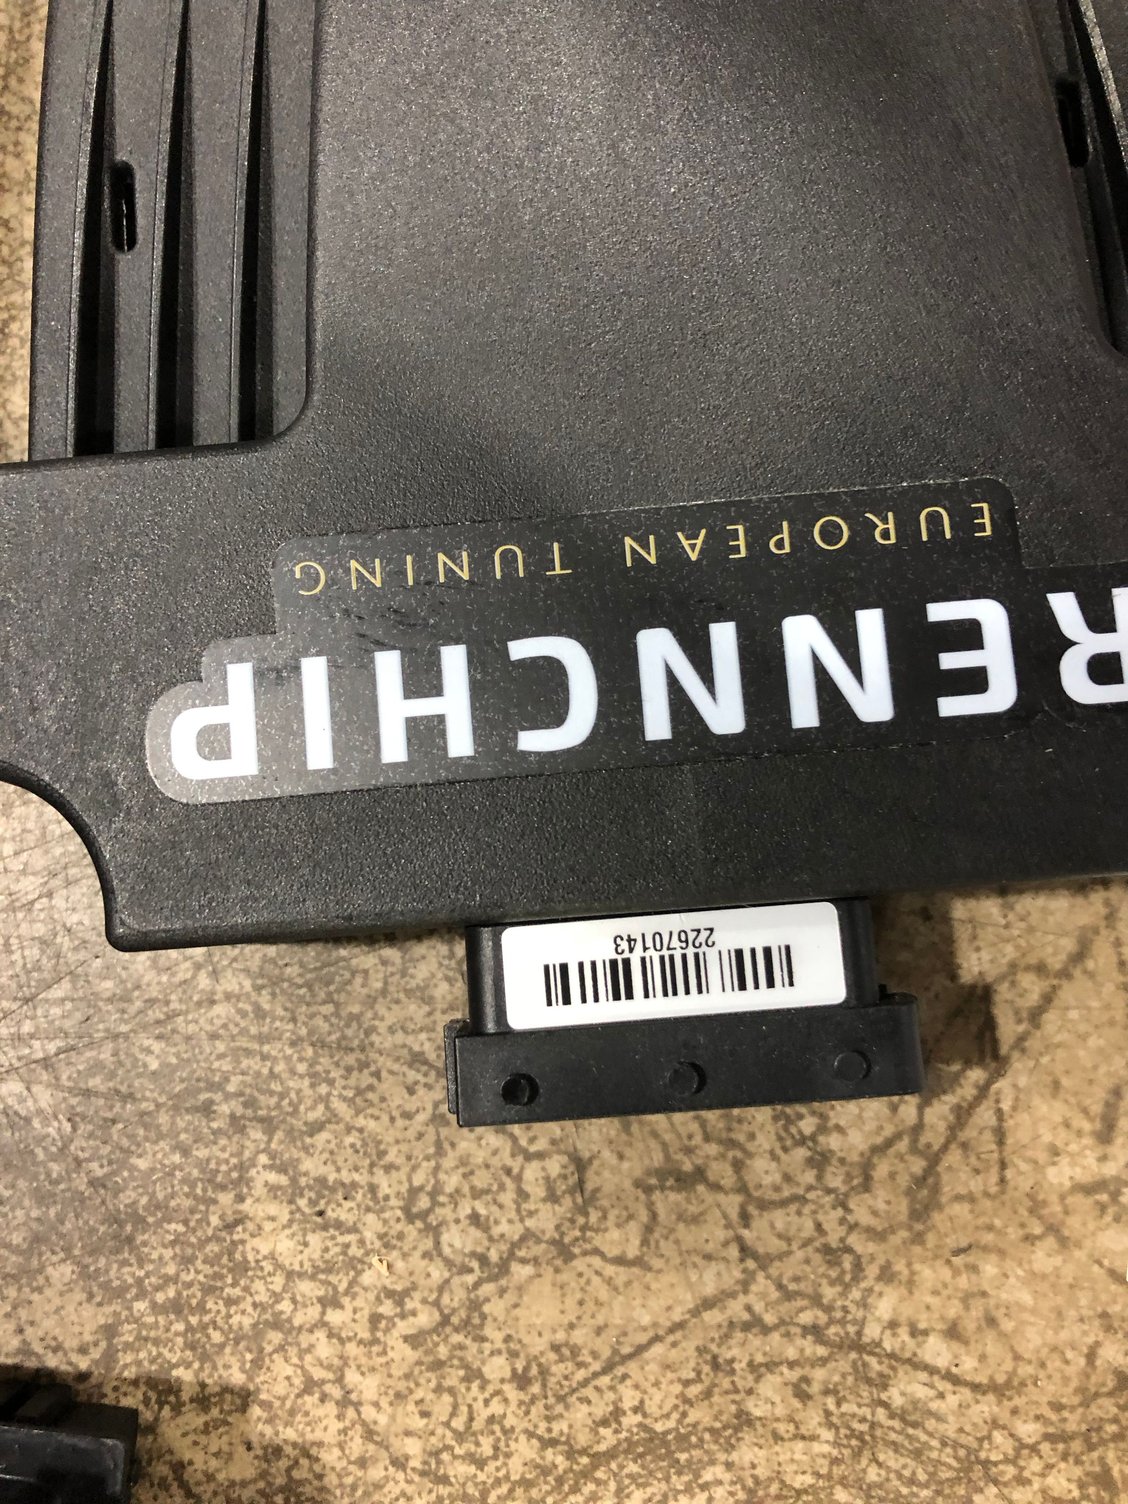 22670143
RENNCHIP
EUROPEAN TUNING